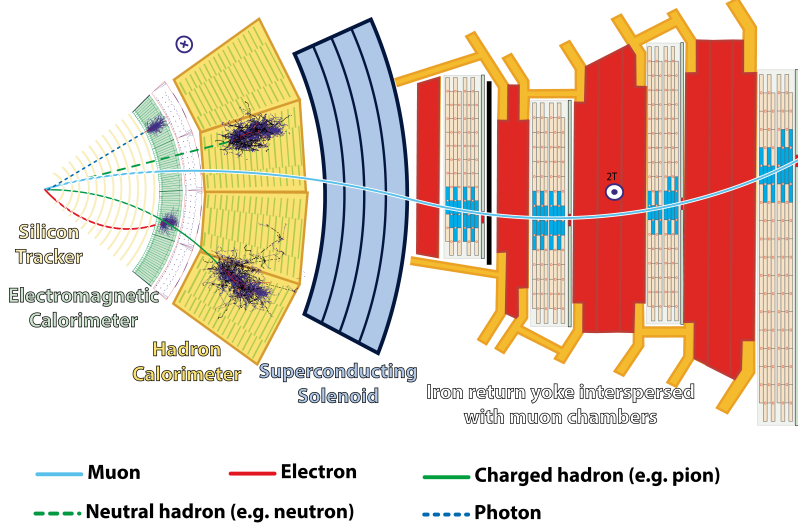 2T
Silicon
Tracker
Electromagnetic
Calorimeter
Hadron
Calorimeter
Superconducting
Solenoid
Iron return yoke interspersed
with muon chambers
Muon
Electron
Charged hadron (e.g. pion)
Neutral hadron (e.g. neutron)
Photon